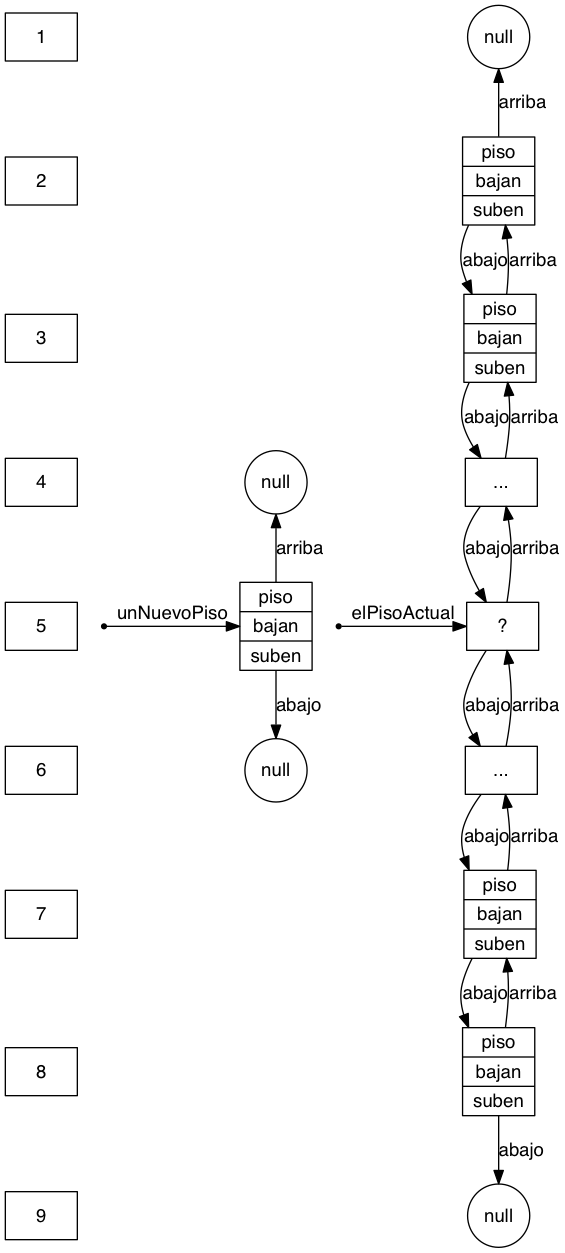 1
null
arriba
2
piso
bajan
suben
abajo arriba
3
piso
bajan
suben
abajo arriba
4
null
...
arriba
abajo arriba
5
unNuevoPiso
piso
bajan
suben
elPisoActual
?
abajo
abajo arriba
6
null
...
abajo arriba
7
piso
bajan
suben
abajo arriba
8
piso
bajan
suben
abajo
9
null